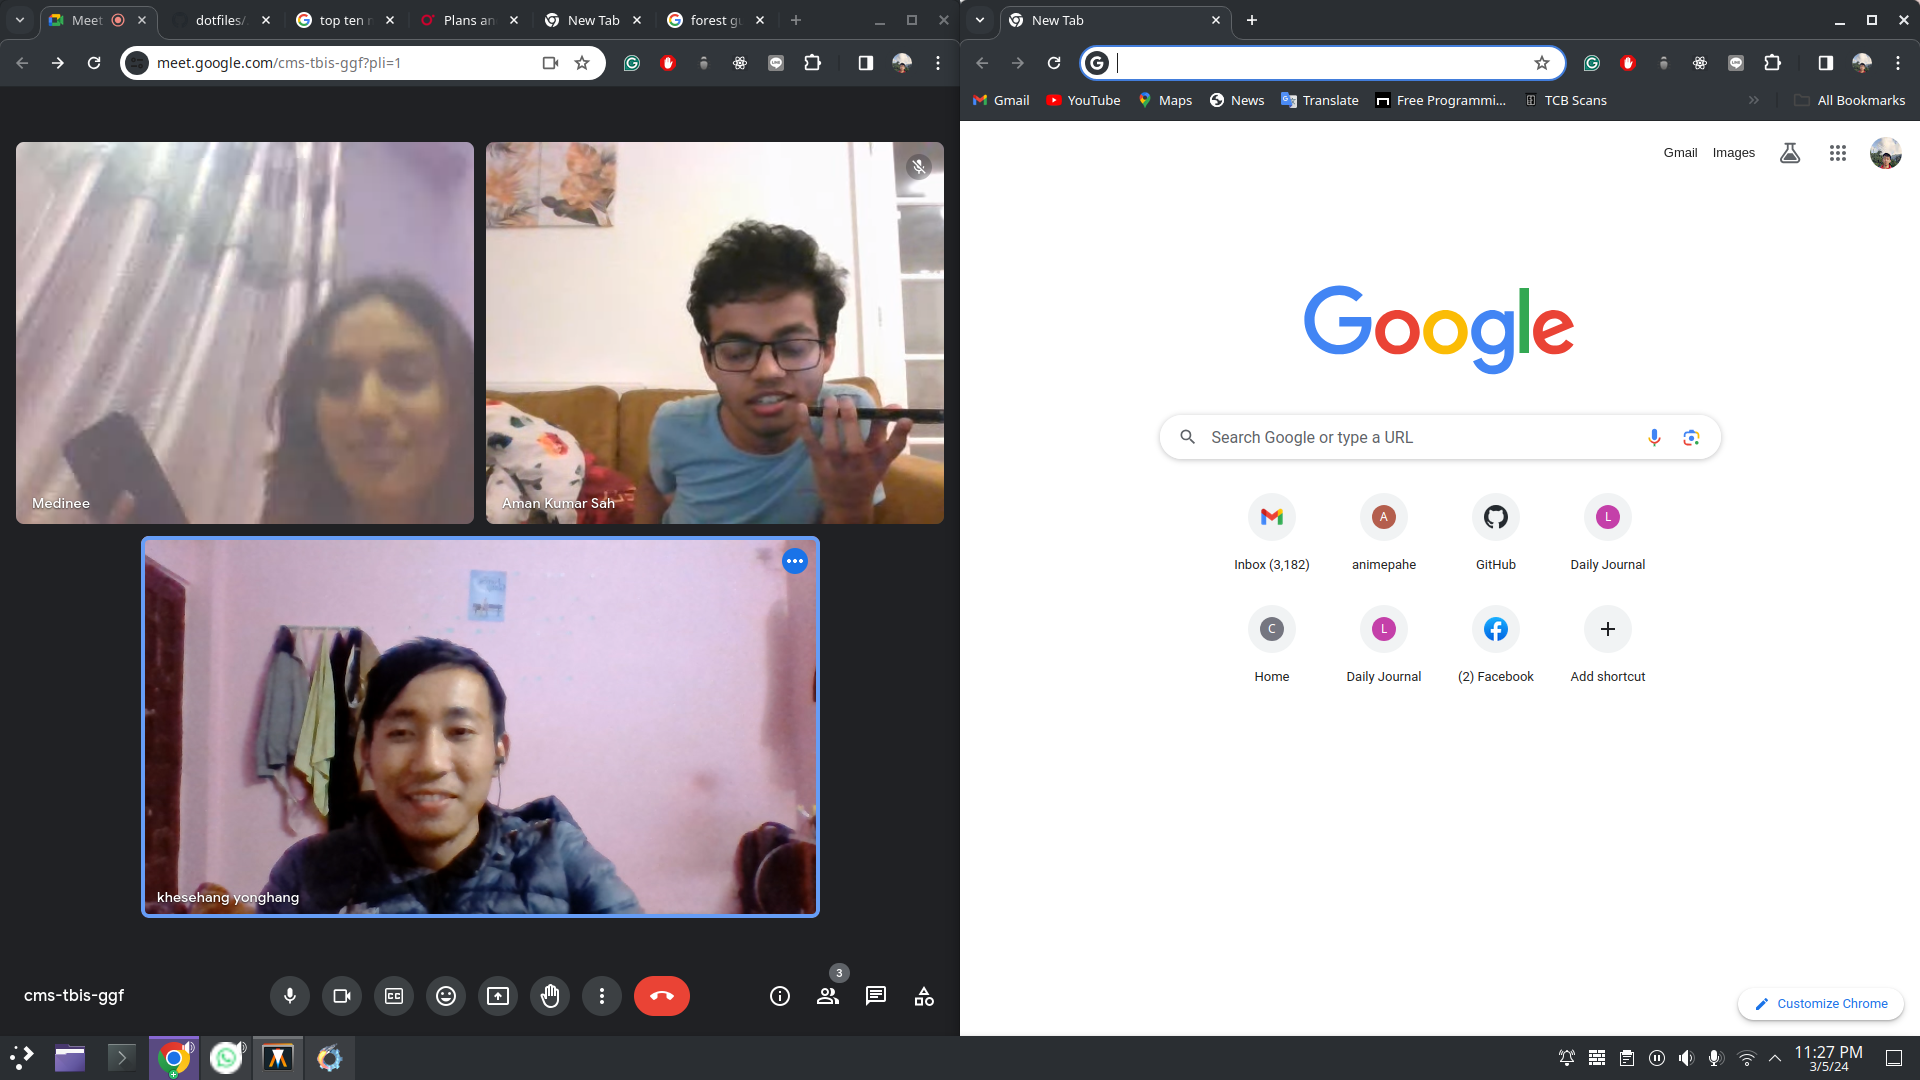 Meet
dotfiles/
top ten r
Plans an
New Tab
forest gu
meet.google.com/cms-tbis-ggf?pli=1
Medinee
Aman Kumar Sah
khesehang yonghang
cms-tbis-ggf
3
New Tab
Gmail
YouTube
Maps
News
Translate
Free Programmi...
TCB Scans
All Bookmarks
Gmail
Images
Google
Search Google or type a URL
A
L
Inbox (3,182)
animepahe
GitHub
Daily Journal
C
L
Home
Daily Journal
(2) Facebook
Add shortcut
Customize Chrome
11:27 PM
3/5/24